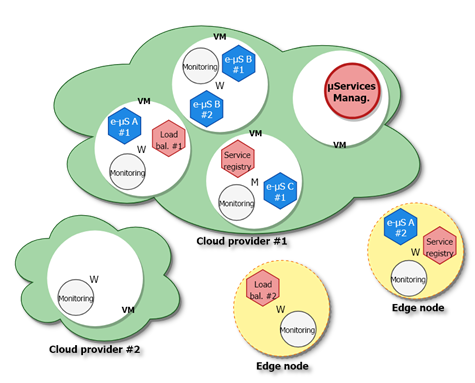 VM
Monitoring
e-µS B
#1
W
e-µS B
#2
VM
µServices
Manag.
VM
e-µS A
#1
Load
bal. #1
W
Monitoring
VM
Service
registry
M
e-µS C
#1
Monitoring
Cloud provider #1
W
Monitoring
VM
Cloud provider #2
Load
bal. #2
W
Monitoring
Edge node
e-µS A
#2
Service
registry
W
Monitoring
Edge node